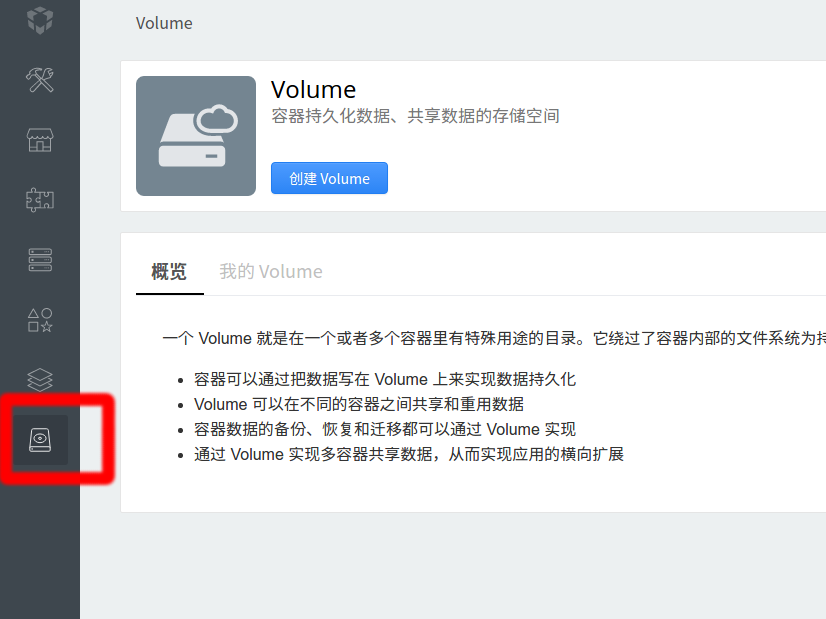 Volume
Volume
容器持久化数据、共享数据的存储空间
创建 Volume
概览
我的 Volume
一个 Volume 就是在一个或者多个容器里有特殊用途的目录。它绕过了容器内部的文件系统为持
容器可以通过把数据写在 Volume 上来实现数据持久化
Volume 可以在不同的容器之间共享和重用数据
容器数据的备份、恢复和迁移都可以通过 Volume 实现
通过 Volume 实现多容器共享数据，从而实现应用的横向扩展